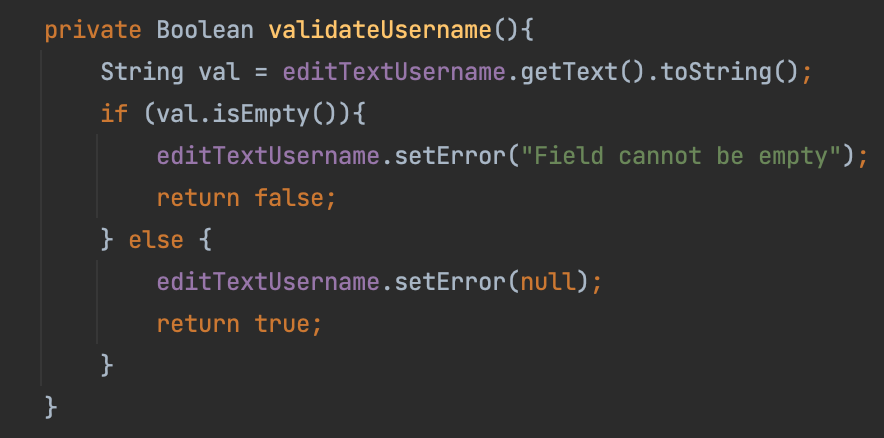 private Boolean validateUsername(){
    String val = editTextUsername.getText().toString();
    if (val.isEmpty()){
        editTextUsername.setError("Field cannot be empty");
        return false;
    } else {
        editTextUsername.setError(null);
        return true;
    }
}